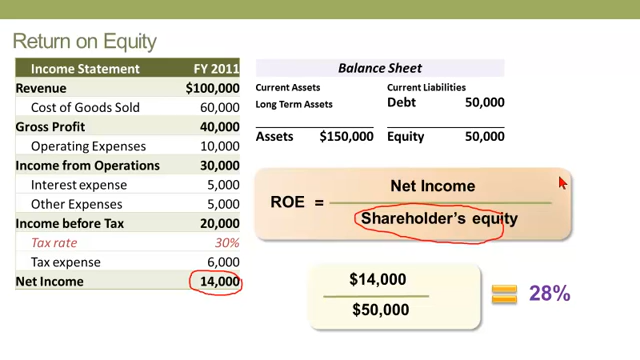 Return on Equity
Income Statement FY 2011
Revenue $100,000
Cost of Goods Sold 60,000
Gross Profit 40,000
Operating Expenses 10,000
Income from Operations 30,000
Interest expense 5,000
Other Expenses 5,000
Income before Tax 20,000
Tax rate 30%
Tax expense 6,000
Net Income 14,000
Balance Sheet
Current Assets Current Liabilities
Long Term Assets Debt 50,000
Assets $150,000 Equity 50,000
Net Income
ROE =
Shareholder's equity
$14,000
= 28%
$50,000